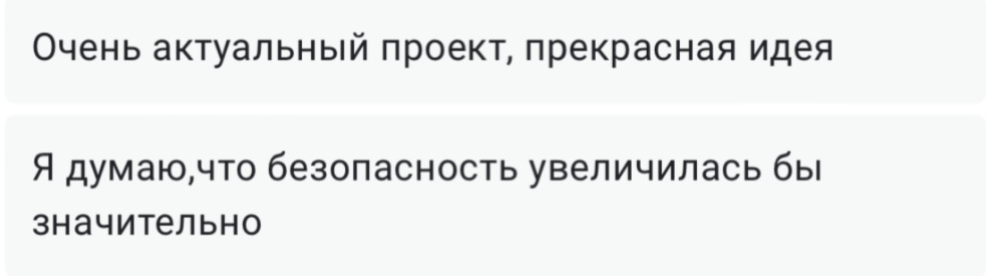 Очень актуальный проект, прекрасная идея
Я думаю,что безопасность увеличилась бы
значительно